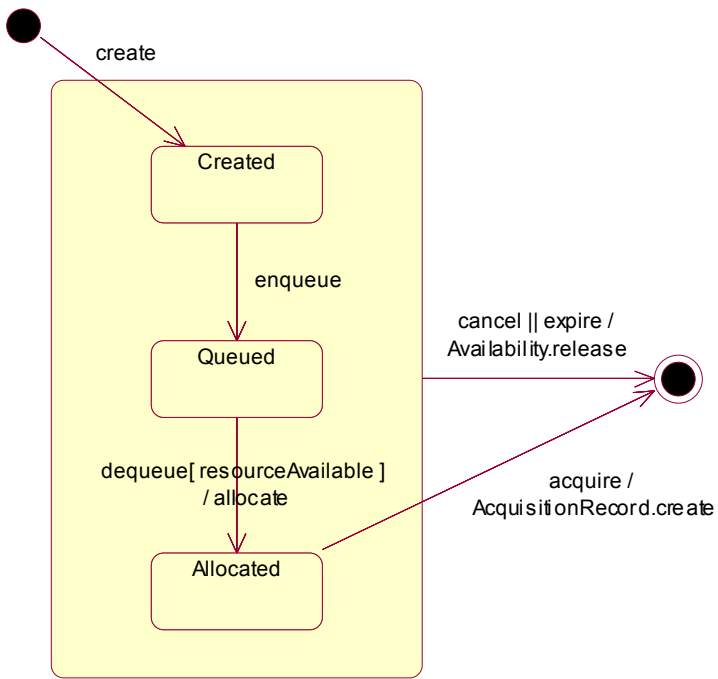 create
Created
enqueue
cancel || expire /
Availability.release
Queued
dequeue[ resourceAvailable ]
/ allocate
acquire /
AcquisitionRecord.create
Allocated